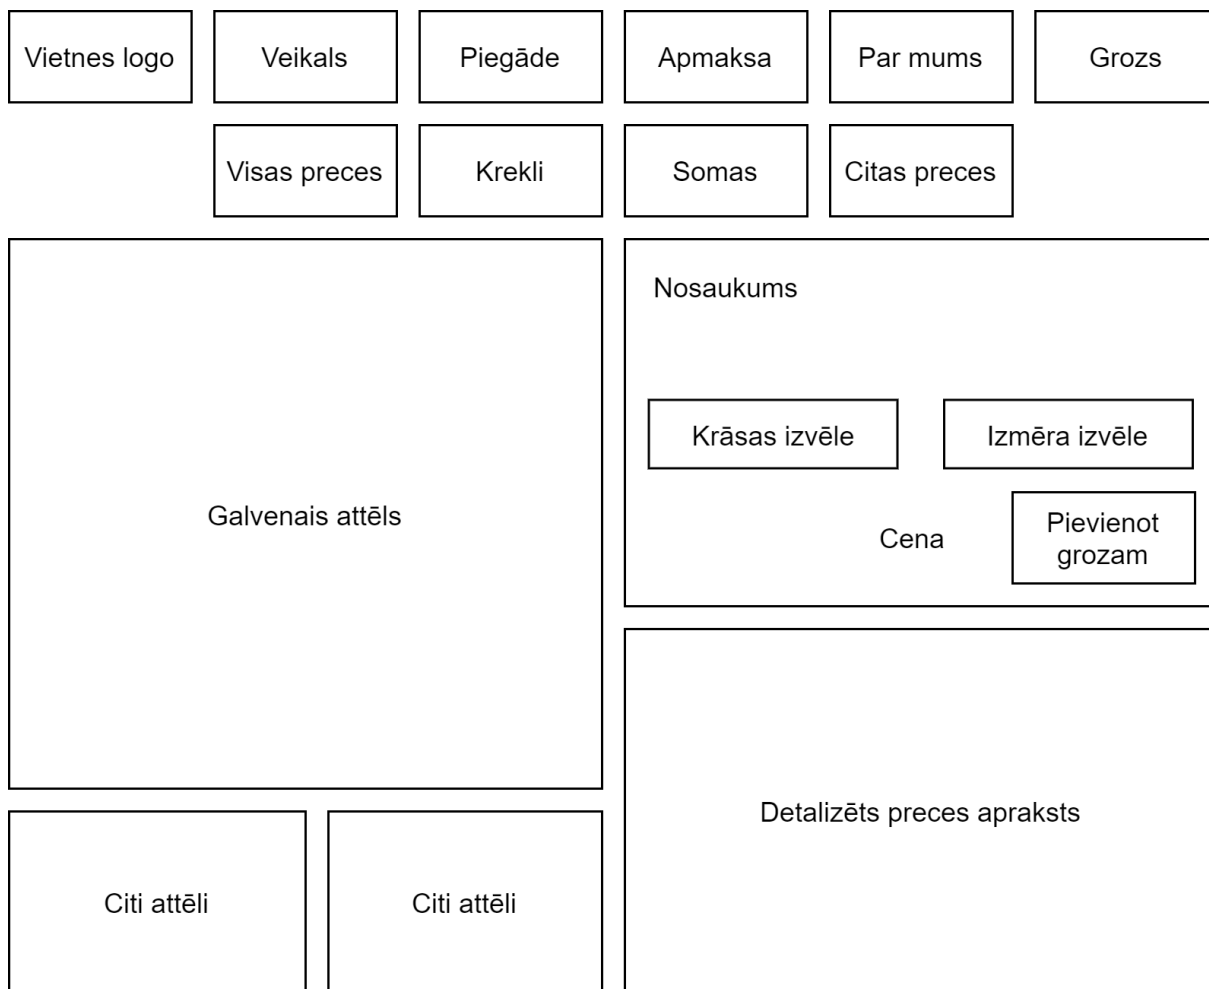 Vietnes logo
Veikals
Piegāde
Apmaksa
Par mums
Grozs
Visas preces
Krekli
Somas
Citas preces
Galvenais attēls
Nosaukums
Krāsas izvēle
Izmēra izvēle
Cena
Pievienot
grozam
Detalizēts preces apraksts
Citi attēli
Citi attēli